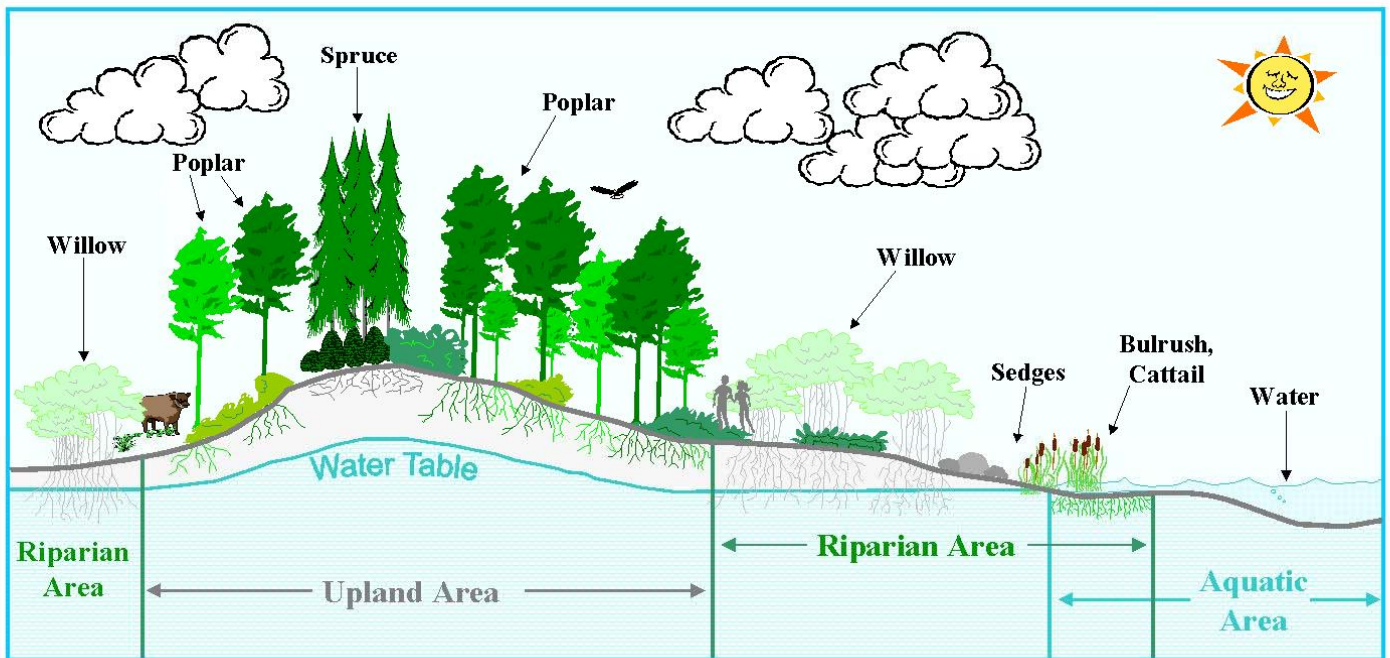 Spruce
Poplar
Poplar
Willow
Willow
Bulrush,
Cattail
Sedges
Water
Water Table
Riparian
Area
Upland Area
Riparian Area
Aquatic
Area